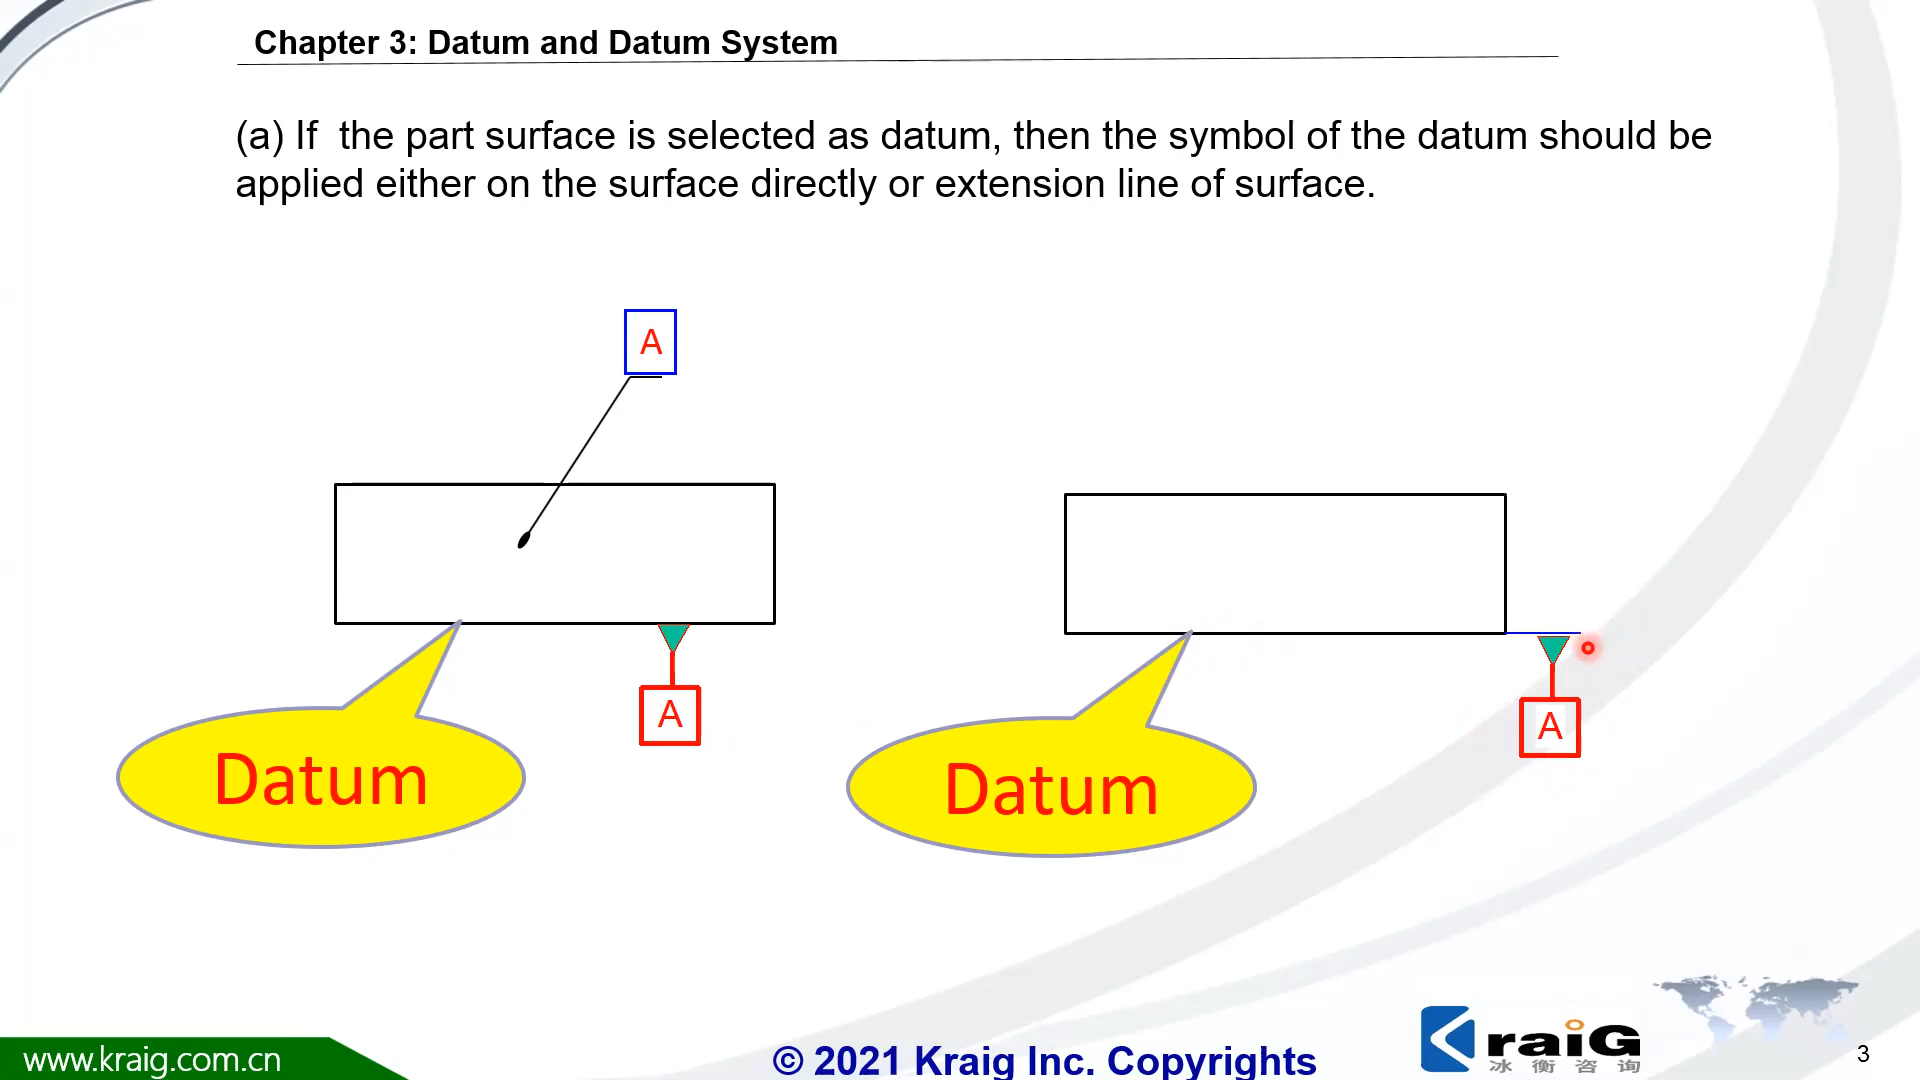 Chapter 3: Datum and Datum System
(a) If  the part surface is selected as datum, then the symbol of the datum should be
applied either on the surface directly or extension line of surface.
A
A
A
Datum
Datum
www.kraig.com.cn
© 2021 Kraig Inc. Copyrights
KraiG
冰衡咨询
3